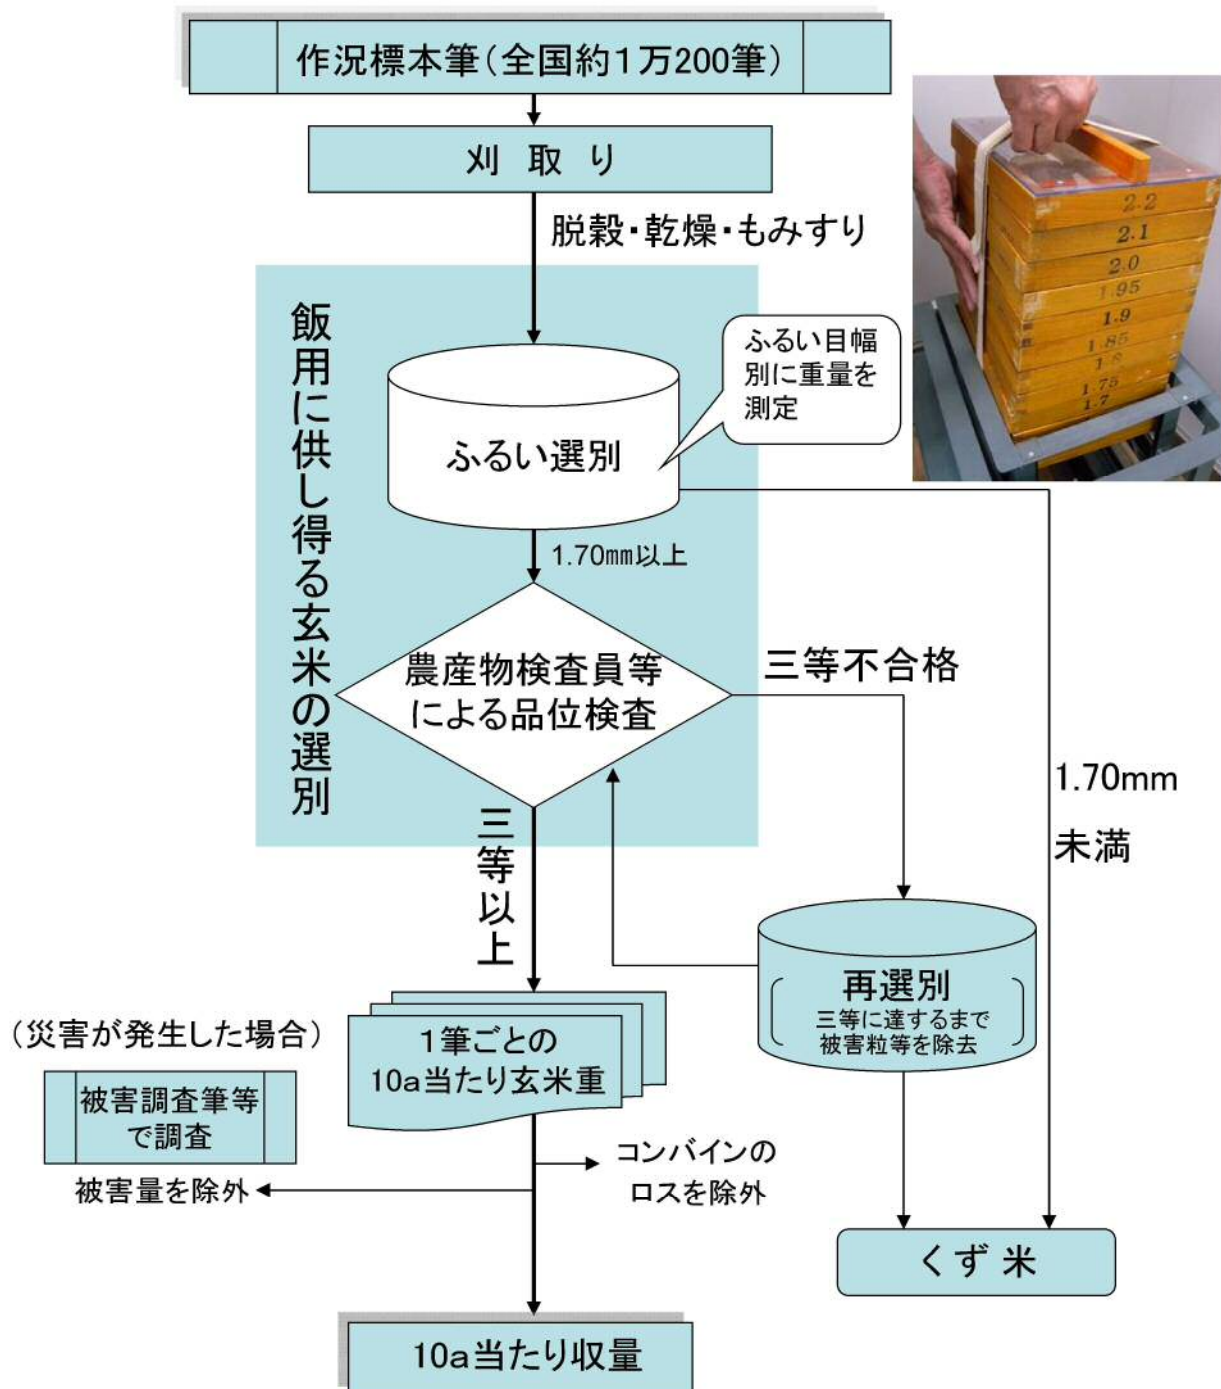 作況標本筆（全国約１万200筆）
刈 取 り
脱穀・乾燥・もみすり
飯用に供し得る玄米の選別
ふるい目幅
別に重量を
測定
ふるい選別
1.70㎜以上
農産物検査員等
による品位検査
三等不合格
1.70mm
未満
三等以上
再選別
三等に達するまで
被害粒等を除去
（災害が発生した場合）
被害調査筆等
で調査
被害量を除外
１筆ごとの
10a当たり玄米重
コンバインの
ロスを除外
くず 米
10a当たり収量
2.2
2.1
2.0
1.95
1.9
1.85
1.8
1.75
1.7